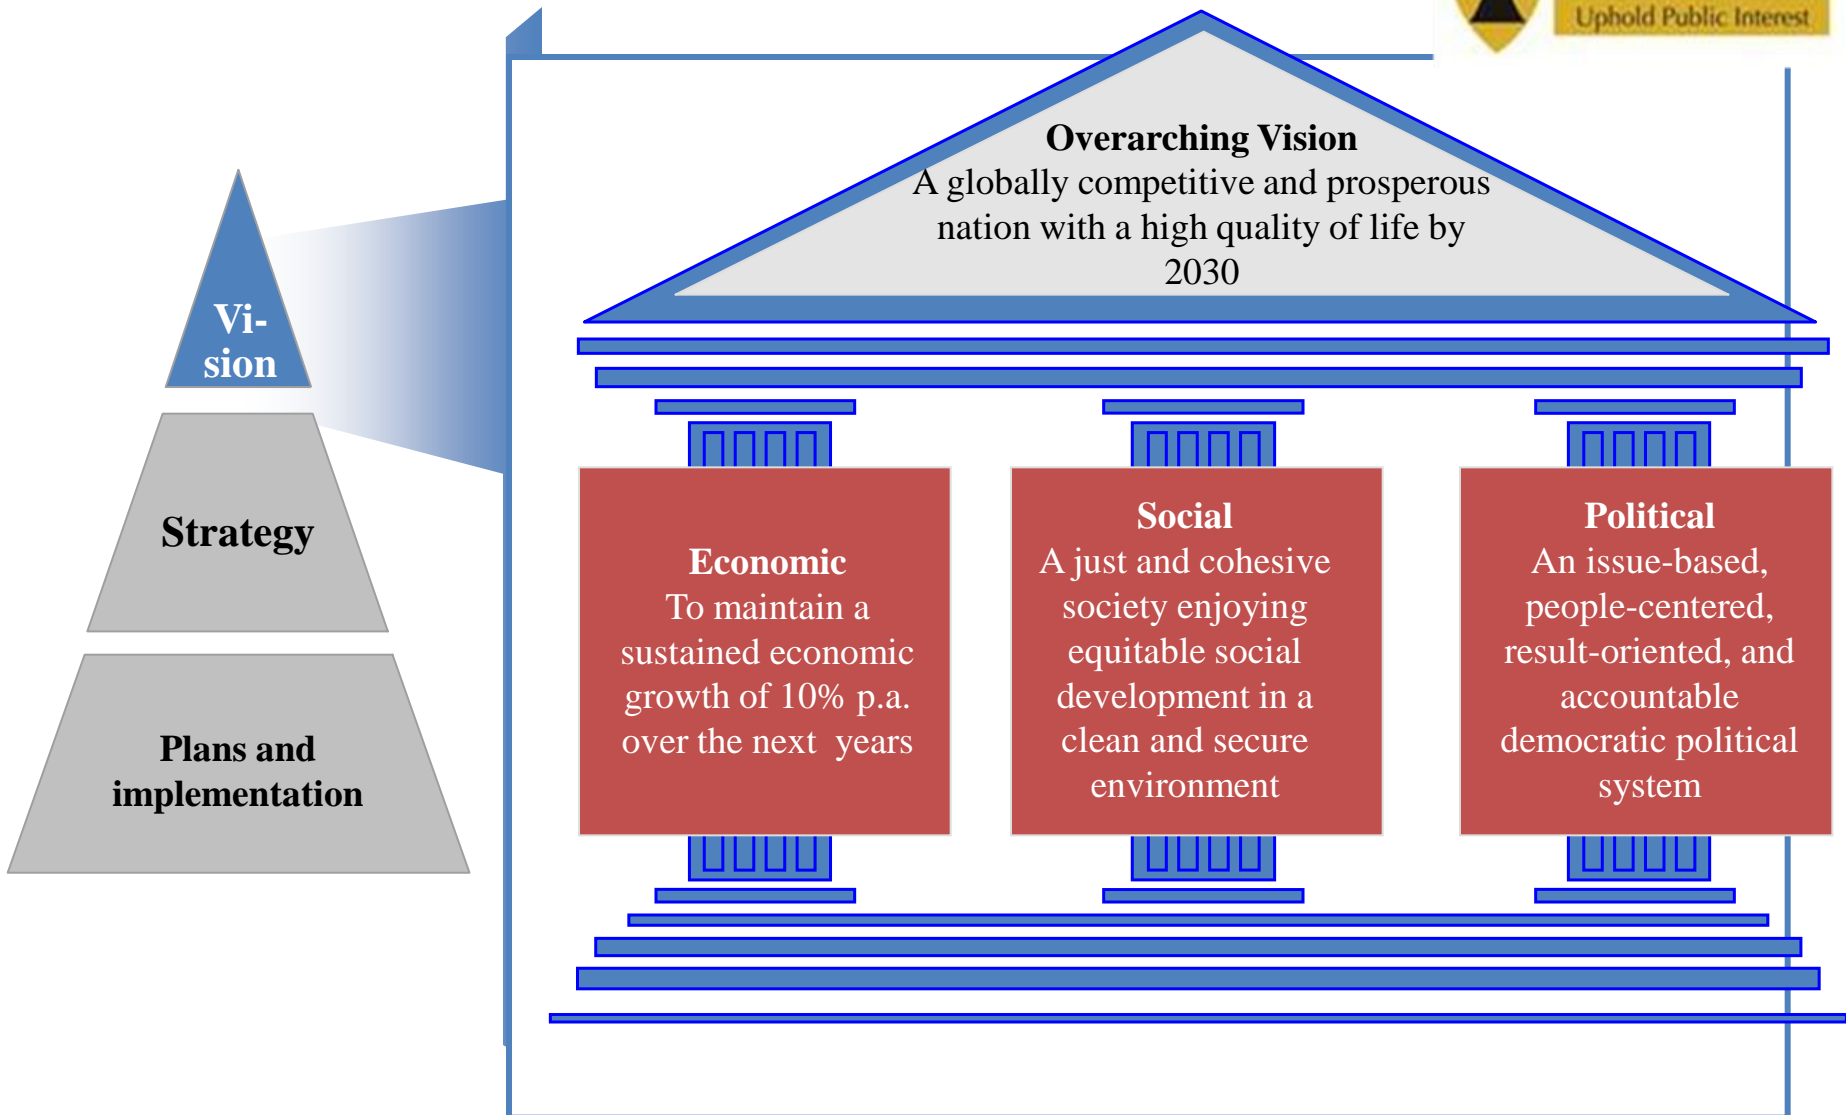 Uphold Public Interest
Overarching Vision
A globally competitive and prosperous
nation with a high quality of life by
2030
Vi-
sion
Strategy
Plans and
implementation
Economic
To maintain a
sustained economic
growth of 10% p.a.
over the next  years
Social
A just and cohesive
society enjoying
equitable social
development in a
clean and secure
environment
Political
An issue-based,
people-centered,
result-oriented, and
accountable
democratic political
system